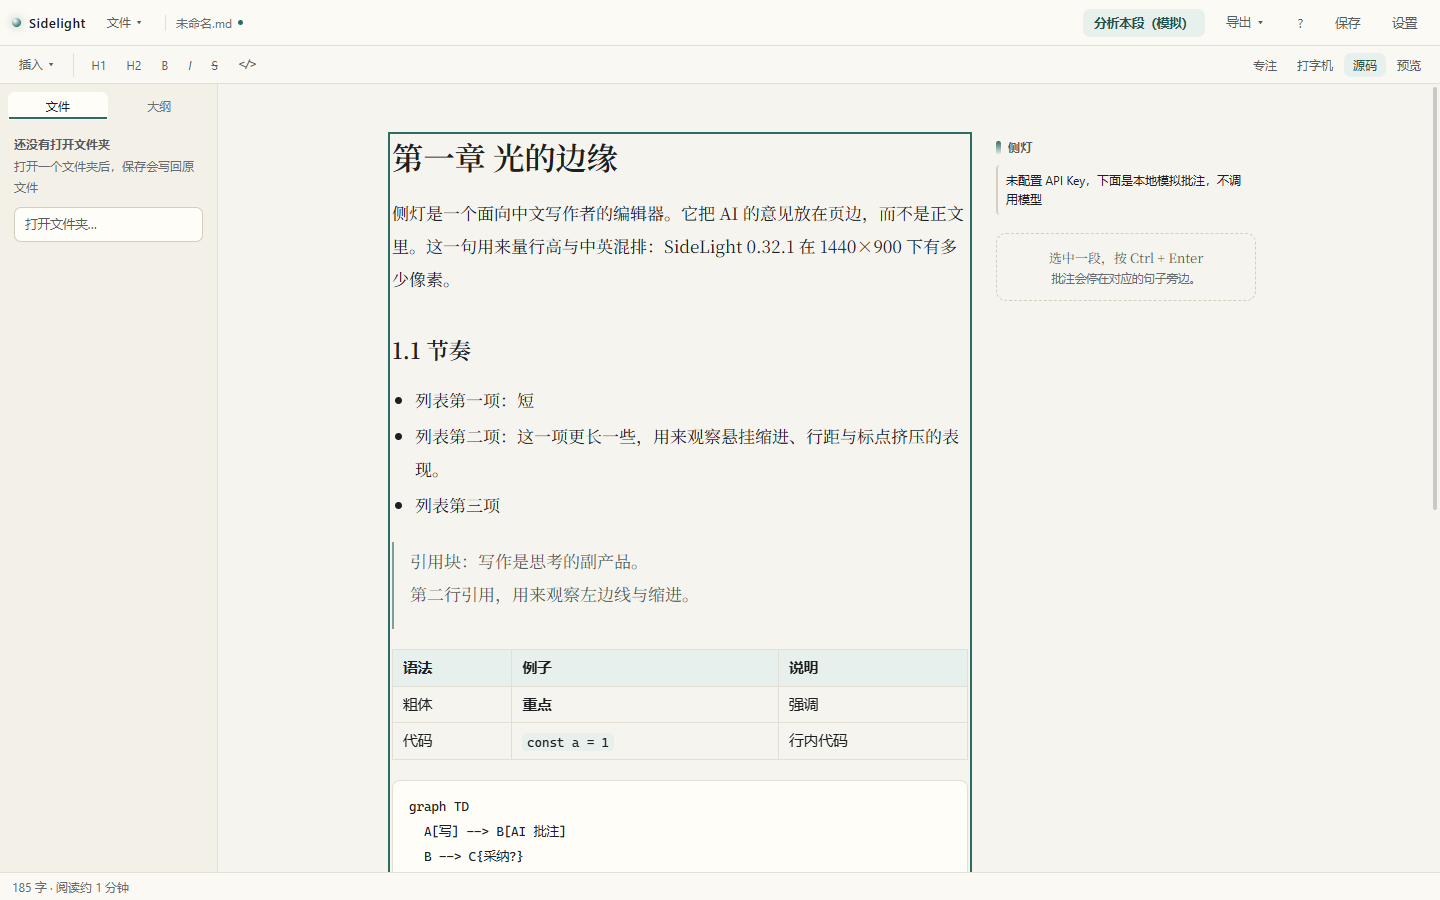 Sidelight 文件 未命名.md 分析本段（模拟） 导出 ? 保存 设置
插入 H1 H2 B I S </> 专注 打字机 源码 预览
文件 大纲
还没有打开文件夹
打开一个文件夹后，保存会写回原
文件
打开文件夹...
第一章 光的边缘
侧灯是一个面向中文写作者的编辑器。它把 AI 的意见放在页边，而不是正文
里。这一句用来量行高与中英混排：SideLight 0.32.1 在 1440×900 下有多
少像素。
1.1 节奏
列表第一项：短
列表第二项：这一项更长一些，用来观察悬挂缩进、行距与标点挤压的表
现。
列表第三项
引用块：写作是思考的副产品。
第二行引用，用来观察左边线与缩进。
语法 例子 说明
粗体 重点 强调
代码 const a = 1 行内代码
graph TD
A[写] --> B[AI 批注]
B --> C{采纳?}
侧灯
未配置 API Key，下面是本地模拟批注，不调
用模型
选中一段，按 Ctrl + Enter
批注会停在对应的句子旁边。
185 字 · 阅读约 1 分钟